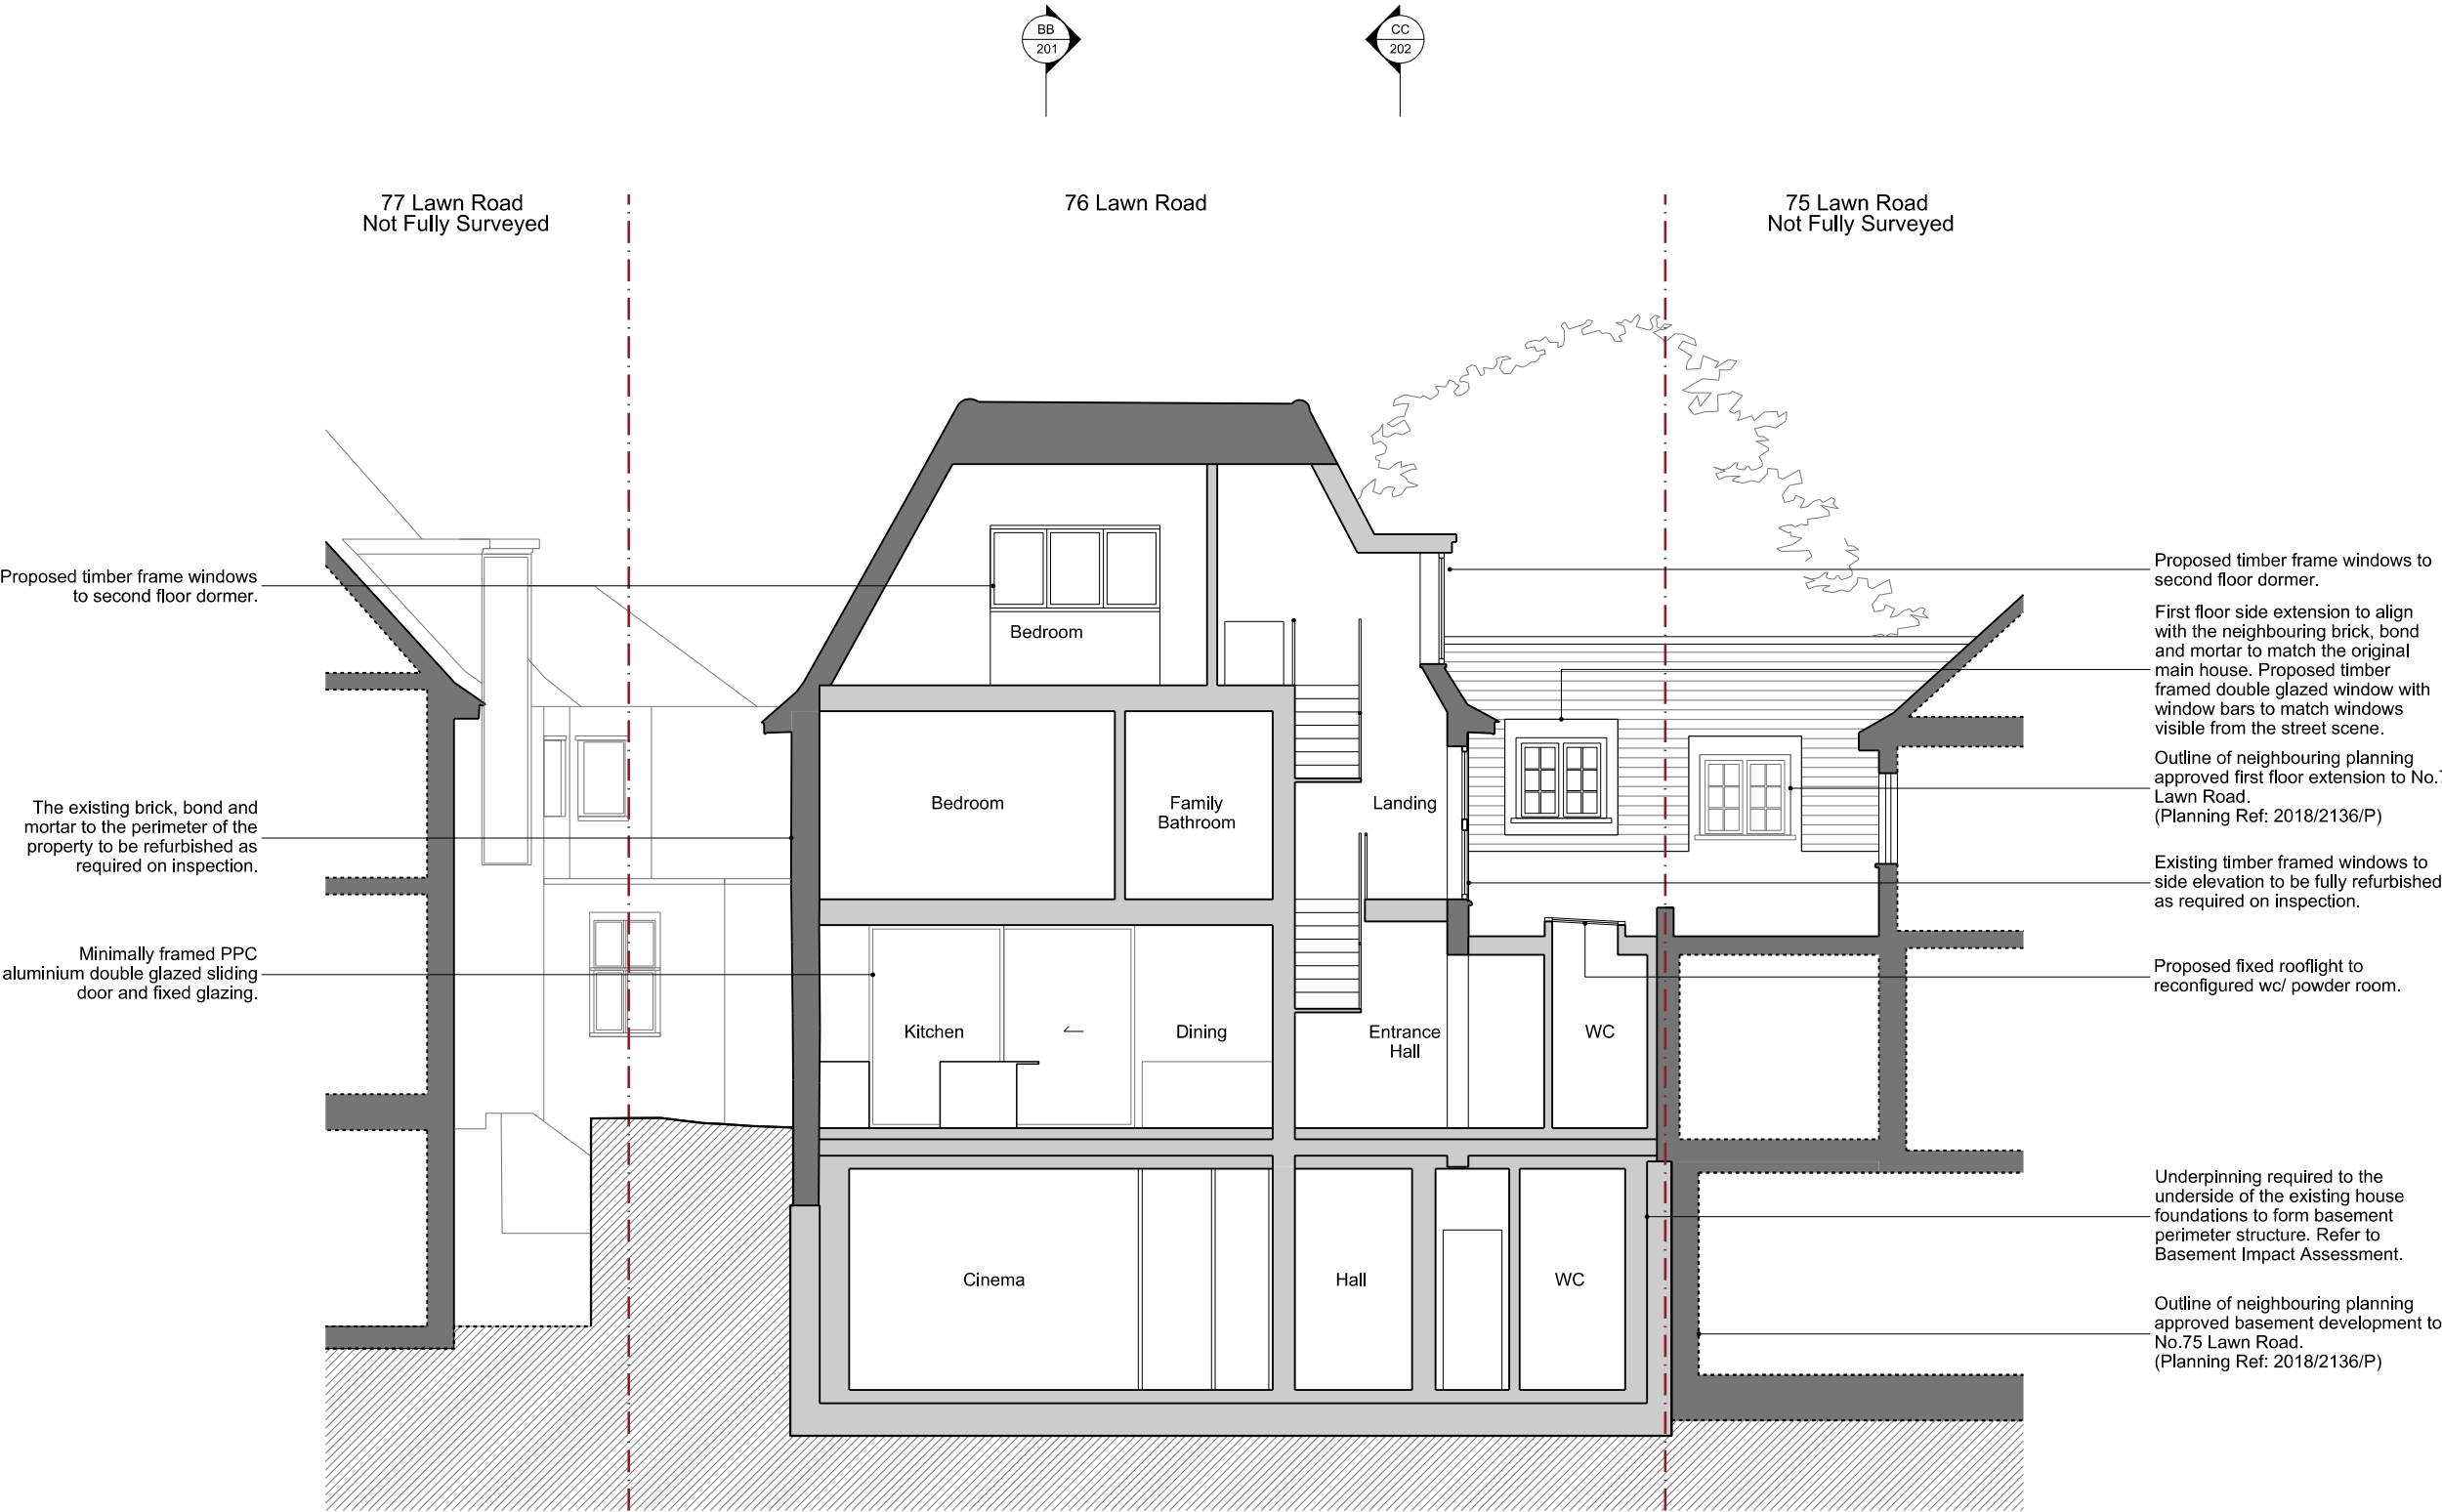 BB
201
CC
202
77 Lawn Road
Not Fully Surveyed
76 Lawn Road
75 Lawn Road
Not Fully Surveyed
Proposed timber frame windows
to second floor dormer.
The existing brick, bond and
mortar to the perimeter of the
property to be refurbished as
required on inspection.
Minimally framed PPC
aluminium double glazed sliding
door and fixed glazing.
Bedroom
Bedroom
Family
Bathroom
Landing
Kitchen
Dining
Entrance
Hall
WC
Cinema
Hall
WC
Proposed timber frame windows to
second floor dormer.
First floor side extension to align
with the neighbouring brick, bond
and mortar to match the original
main house. Proposed timber
framed double glazed window with
window bars to match windows
visible from the street scene.
Outline of neighbouring planning
approved first floor extension to
Lawn Road.
(Planning Ref: 2018/2136/P)
Existing timber framed windows to
side elevation to be fully refurbished
as required on inspection.
Proposed fixed rooflight to
reconfigured wc/ powder room.
Underpinning required to the
underside of the existing house
foundations to form basement
perimeter structure. Refer to
Basement Impact Assessment.
Outline of neighbouring planning
approved basement development to
No.75 Lawn Road.
(Planning Ref: 2018/2136/P)